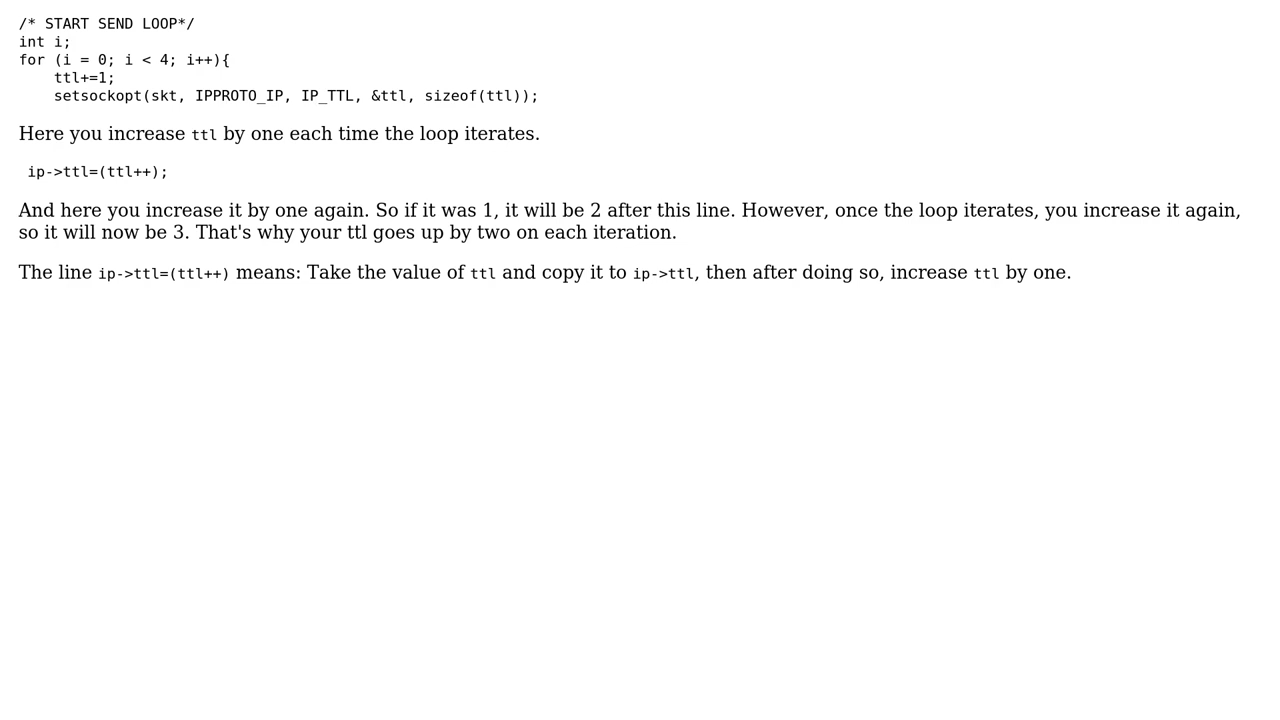 /* START SEND LOOP*/
int i;
for (i = 0; i < 4; i++){
    ttl+=1;
    setsockopt(skt, IPPROTO_IP, IP_TTL, &ttl, sizeof(ttl));
Here you increase ttl by one each time the loop iterates.
 ip->ttl=(ttl++);
And here you increase it by one again. So if it was 1, it will be 2 after this line. However, once the loop iterates, you increase it again,
so it will now be 3. That's why your ttl goes up by two on each iteration.
The line ip->ttl=(ttl++) means: Take the value of ttl and copy it to ip->ttl, then after doing so, increase ttl by one.